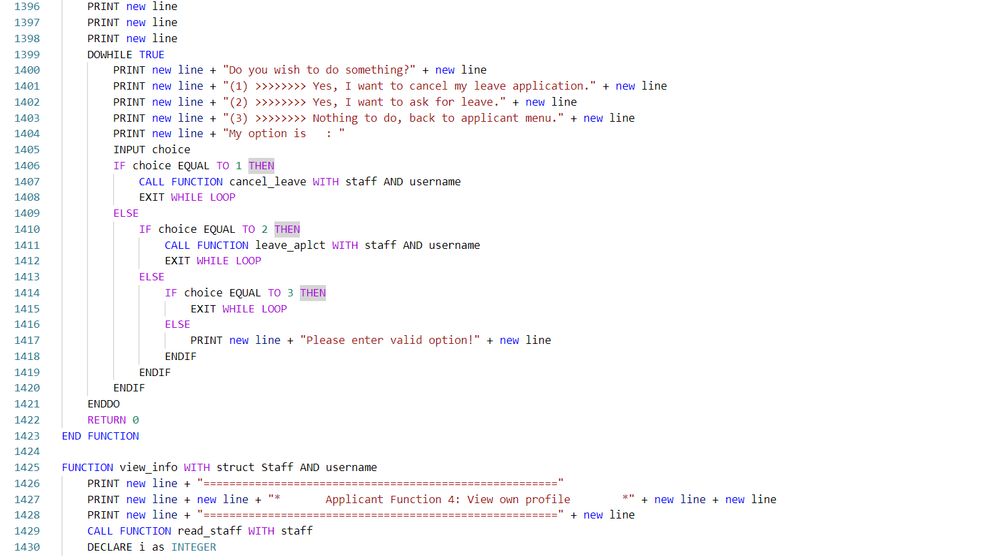 1396 PRINT new line
1397 PRINT new line
1398 PRINT new line
1399 DOWHILE TRUE
1400 PRINT new line + "Do you wish to do something?" + new line
1401 PRINT new line + "(1) >>>>>>>> Yes, I want to cancel my leave application." + new line
1402 PRINT new line + "(2) >>>>>>>> Yes, I want to ask for leave." + new line
1403 PRINT new line + "(3) >>>>>>>> Nothing to do, back to applicant menu." + new line
1404 PRINT new line + "My option is   : "
1405 INPUT choice
1406 IF choice EQUAL TO 1 THEN
1407 CALL FUNCTION cancel_leave WITH staff AND username
1408 EXIT WHILE LOOP
1409 ELSE
1410 IF choice EQUAL TO 2 THEN
1411 CALL FUNCTION leave_aplct WITH staff AND username
1412 EXIT WHILE LOOP
1413 ELSE
1414 IF choice EQUAL TO 3 THEN
1415 EXIT WHILE LOOP
1416 ELSE
1417 PRINT new line + "Please enter valid option!" + new line
1418 ENDIF
1419 ENDIF
1420 ENDIF
1421 ENDDO
1422 RETURN 0
1423 END FUNCTION
1424
1425 FUNCTION view_info WITH struct Staff AND username
1426 PRINT new line + "======================================================="
1427 PRINT new line + new line + "*       Applicant Function 4: View own profile        *" + new line + new line
1428 PRINT new line + "=======================================================" + new line
1429 CALL FUNCTION read_staff WITH staff
1430 DECLARE i as INTEGER